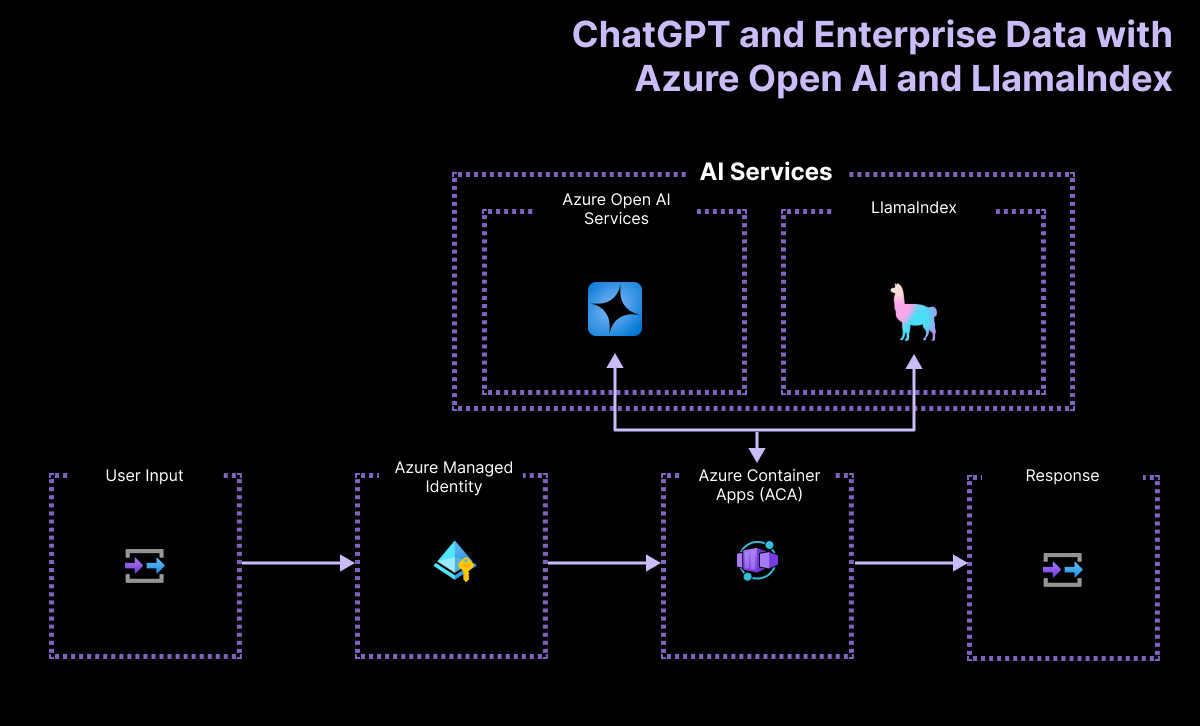 ChatGPT and Enterprise Data with
Azure Open AI and LlamaIndex
AI Services
Azure Open AI
Services
LlamaIndex
User Input
Azure Managed
Identity
Azure Container
Apps (ACA)
Response